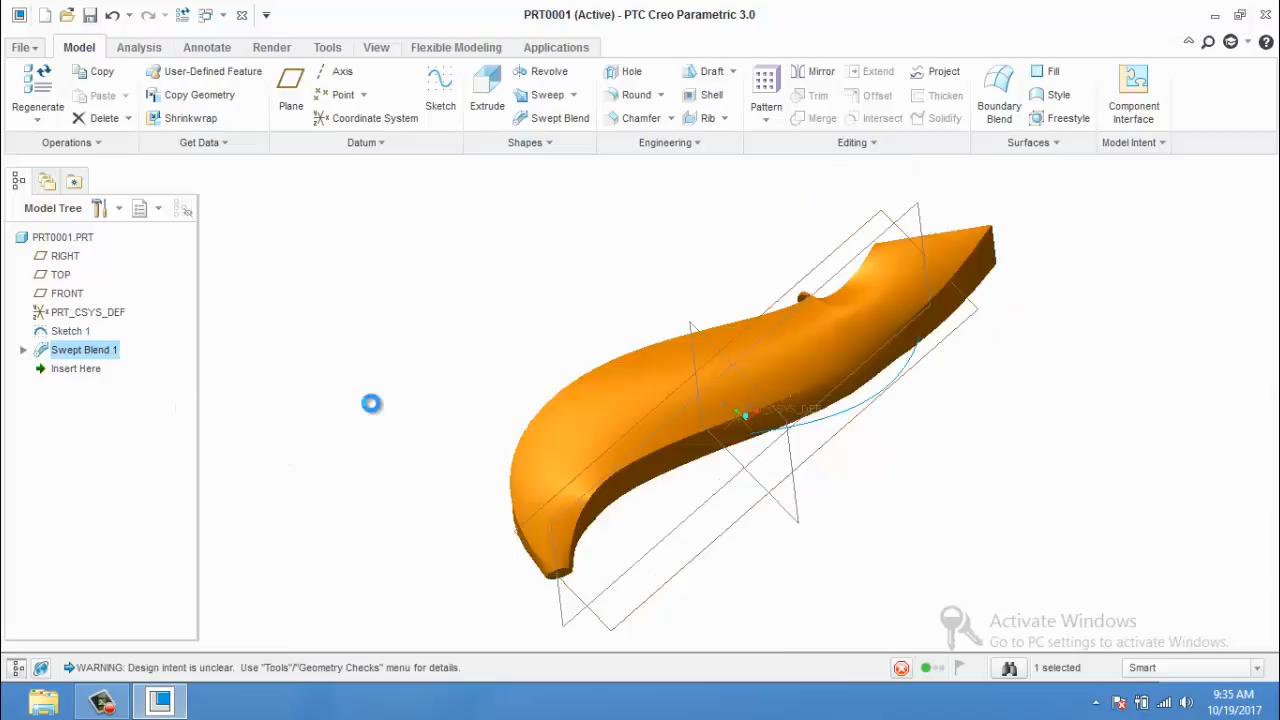 PRT0001 (Active) - PTC Creo Parametric 3.0
File Model Analysis Annotate Render Tools View Flexible Modeling Applications
Regenerate
Copy
Paste
Delete
User-Defined Feature
Copy Geometry
Shrinkwrap
Plane
Axis
Point
Coordinate System
Sketch
Extrude
Revolve
Sweep
Swept Blend
Hole
Round
Chamfer
Draft
Shell
Rib
Pattern
Mirror
Trim
Merge
Extend
Offset
Intersect
Project
Thicken
Solidify
Boundary
Blend
Fill
Style
Freestyle
Component
Interface
Operations Get Data Datum Shapes Engineering Editing Surfaces Model Intent
Model Tree
PRT0001.PRT
RIGHT
TOP
FRONT
PRT_CSYS_DEF
Sketch 1
Swept Blend 1
Insert Here
Activate Windows
Go to PC settings to activate Windows.
WARNING: Design intent is unclear. Use "Tools"/"Geometry Checks" menu for details.
1 selected
Smart
9:35 AM
10/19/2017